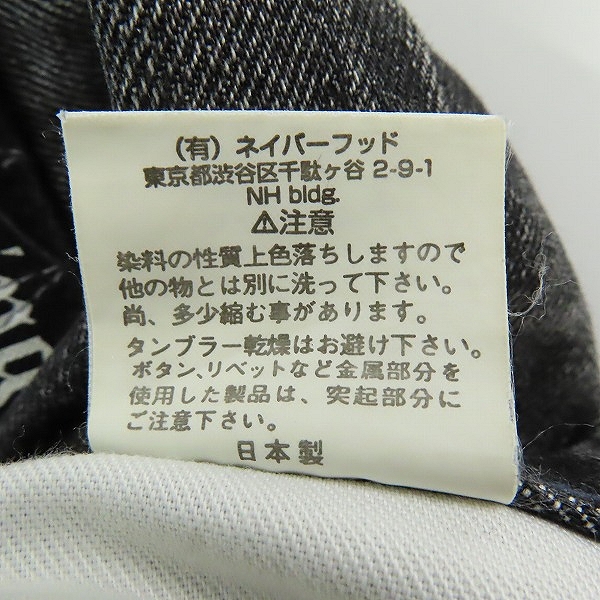 (有) ネイバーフッド
東京都渋谷区千駄ヶ谷 2-9-1
NH bldg.
⚠注意
染料の性質上色落ちしますので
他の物とは別に洗って下さい。
尚、多少縮む事があります。
タンブラー乾燥はお避け下い。
ボタン、リベットなど金属部分を
使用した製品は、突起部分に
ご注意下さい。
日本製